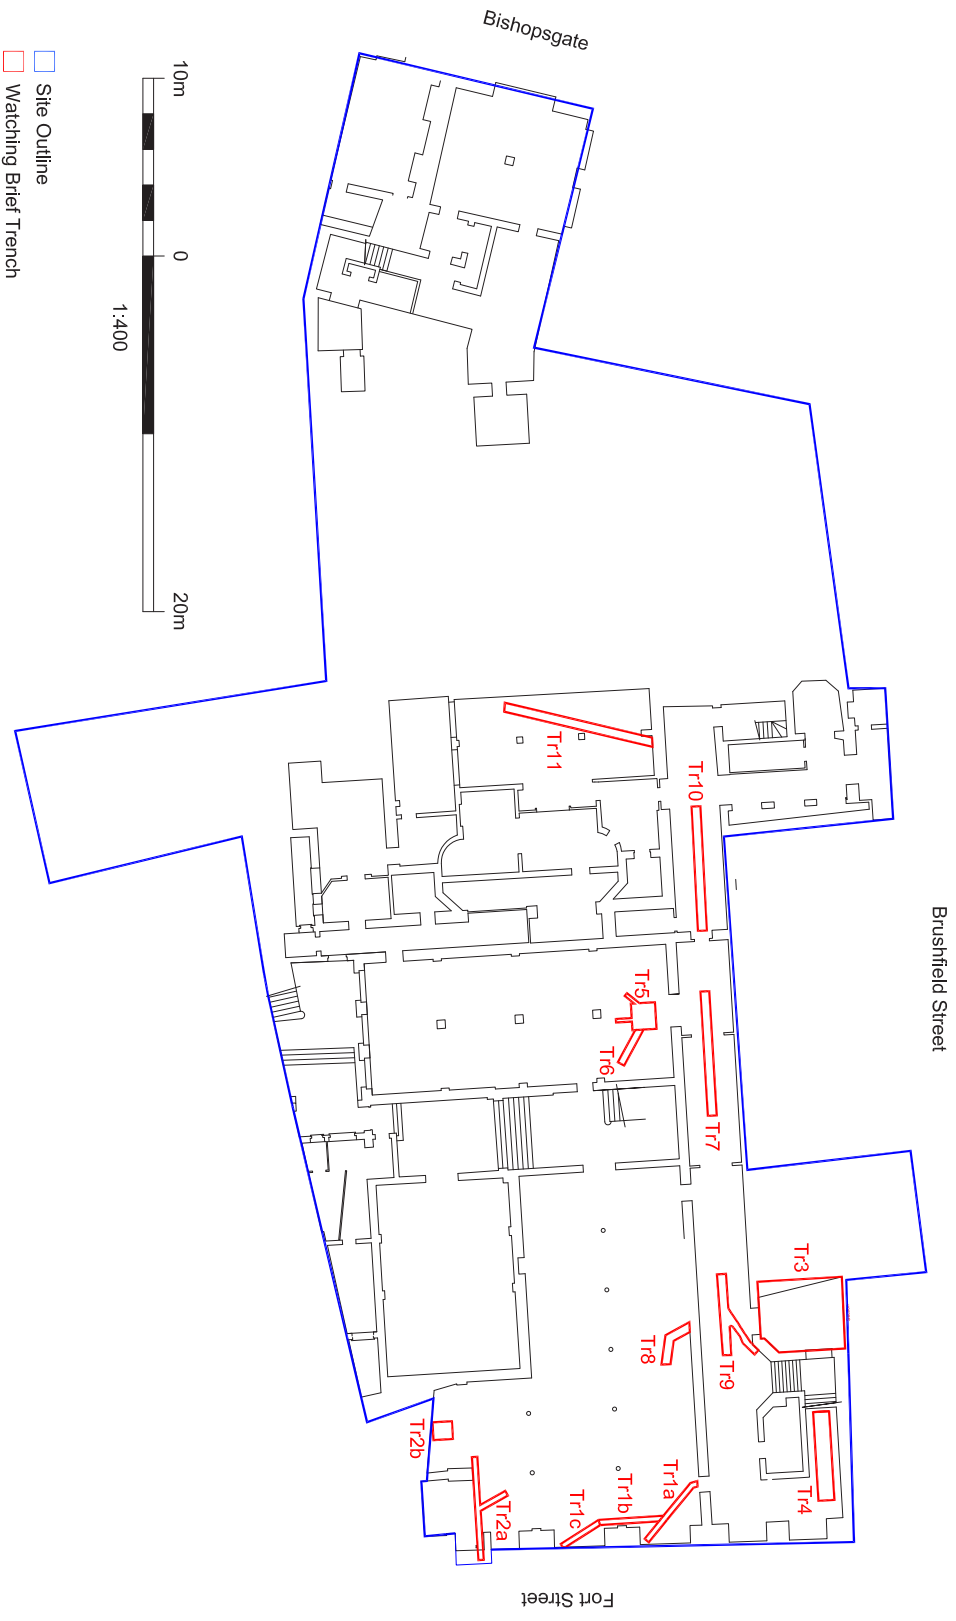 Bishopsgate
Site Outline
Watching Brief Trench
10m
0
20m
1:400
Brushfield Street
Tr11
Tr10
Tr5
Tr6
Tr7
Tr3
Tr8
Tr9
Tr2b
Tr2a
Tr1c
Tr1b
Tr1a
Tr4
Fort Street